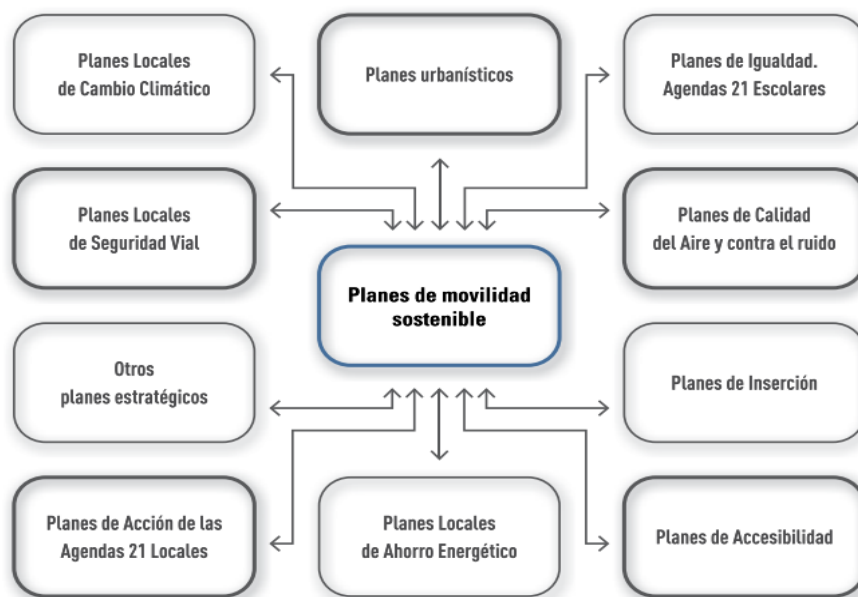 Planes Locales
de Cambio Climático
Planes urbanísticos
Planes de Igualdad.
Agendas 21 Escolares
Planes Locales
de Seguridad Vial
Planes de Calidad
del Aire y contra el ruido
Planes de movilidad
sostenible
Otros
planes estratégicos
Planes de Inserción
Planes de Acción de las
Agendas 21 Locales
Planes Locales
de Ahorro Energético
Planes de Accesibilidad